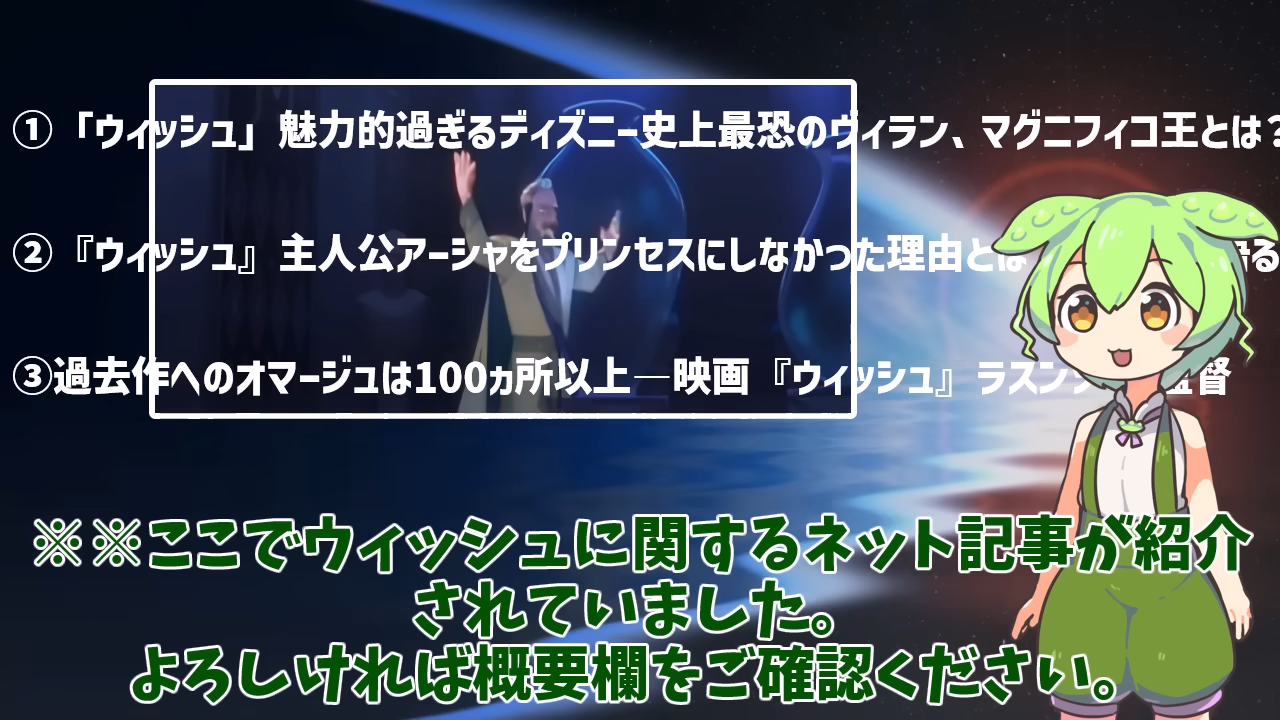 ①「ウィッシュ」魅力的過ぎるディズニー史上最恐のヴィラン、マグニフィコ王とは?
②『ウィッシュ』主人公アーシャをプリンセスにしなかった理由とは
③過去作へのオマージュは100ヵ所以上―映画『ウィッシュ』ラスン 監督
※※ここでウィッシュに関するネット記事が紹介
されていました。
よろしければ概要欄をご確認ください。